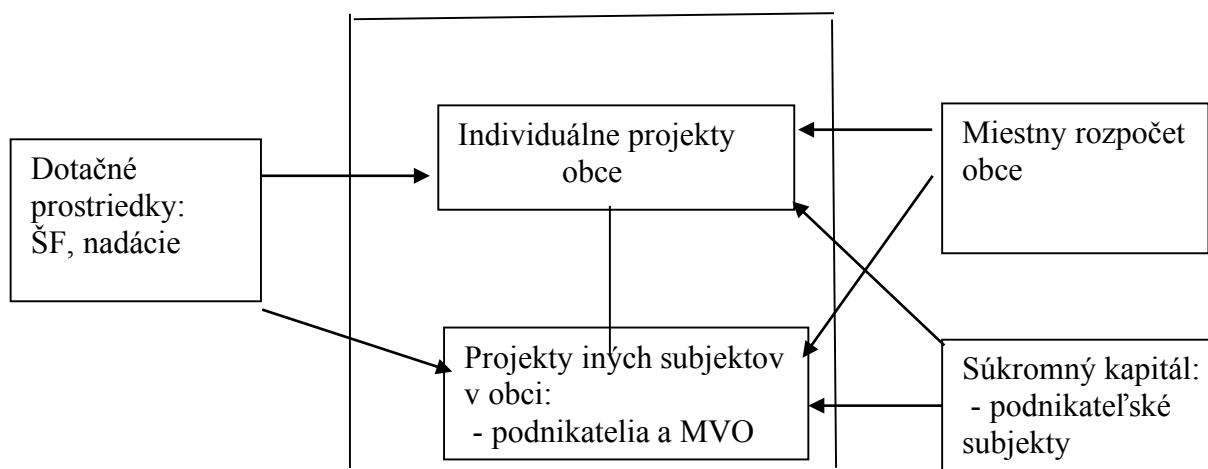 Dotačné
prostriedky:
ŠF, nadácie
Individuálne projekty
obce
Projekty iných subjektov
v obci:
- podnikatelia a MVO
Miestny rozpočet
obce
Súkromný kapitál:
- podnikateľské
subjekty